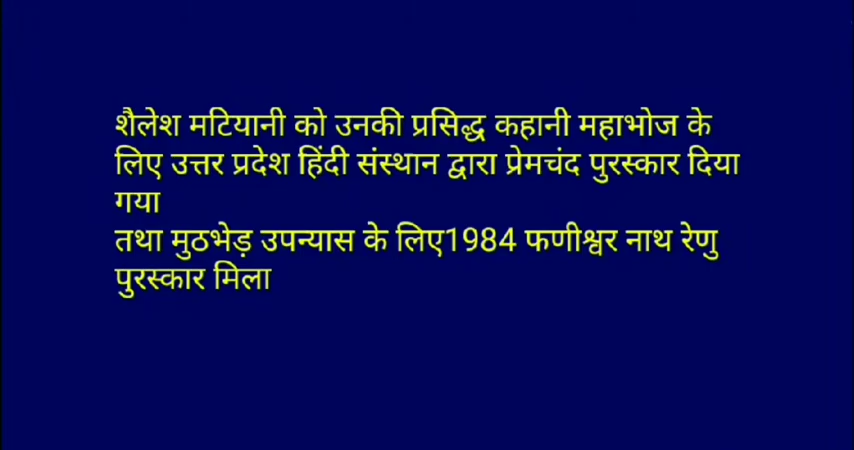 शैलेश मटियानी को उनकी प्रसिद्ध कहानी महाभोज के
लिए उत्तर प्रदेश हिंदी संस्थान द्वारा प्रेमचंद पुरस्कार दिया
गया
तथा मुठभेड़ उपन्यास के लिए1984 फणीश्वर नाथ रेणु
पुरस्कार मिला